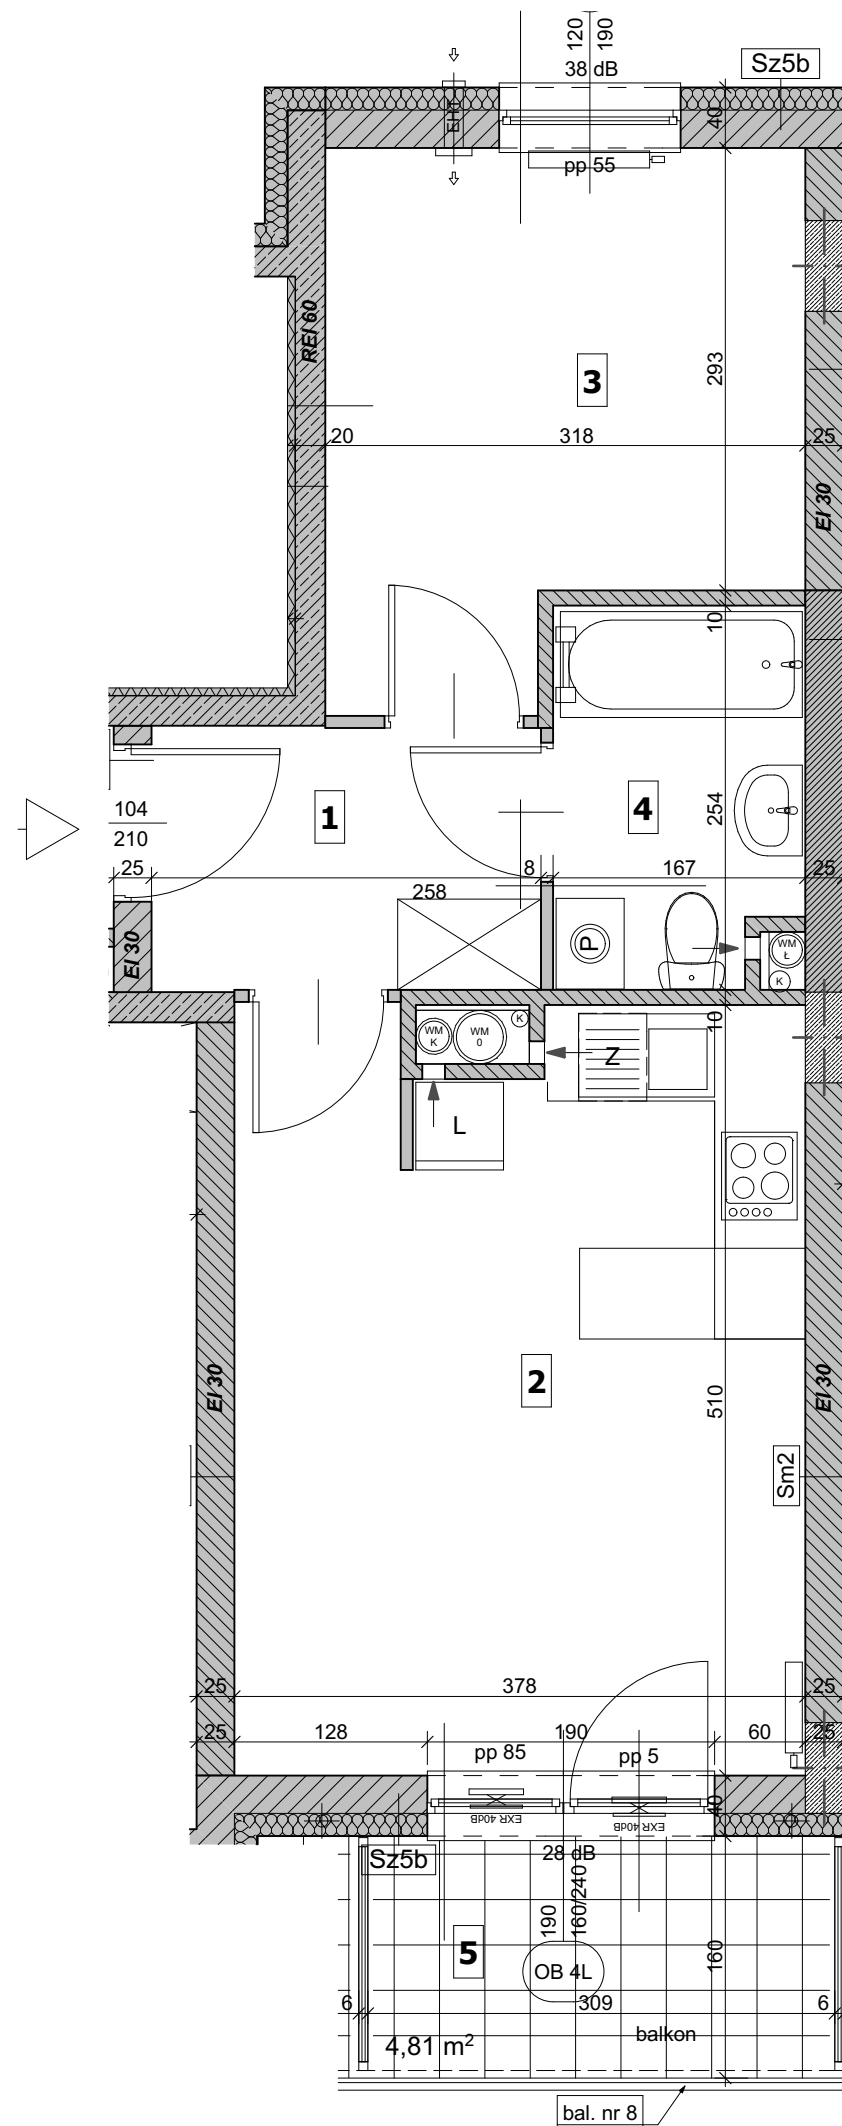 120
190
38 dB
Sz5b
40
EHT
pp 55
REI 60
3
293
20
318
25
EI 30
10
104
210
1
4
254
25
8
167
25
258
EI 30
P
WM
Ł
K
10
WM
K
WM
0
K
Z
L
2
EI 30
510
EI 30
Sm2
25
378
25
25
128
190
60
25
pp 85
pp 5
40
EXR 40dB
EXR 40dB
Sz5b
28 dB
190
160/240
5
OB 4L
160
6
309
6
balkon
4,81 m²
bal. nr 8